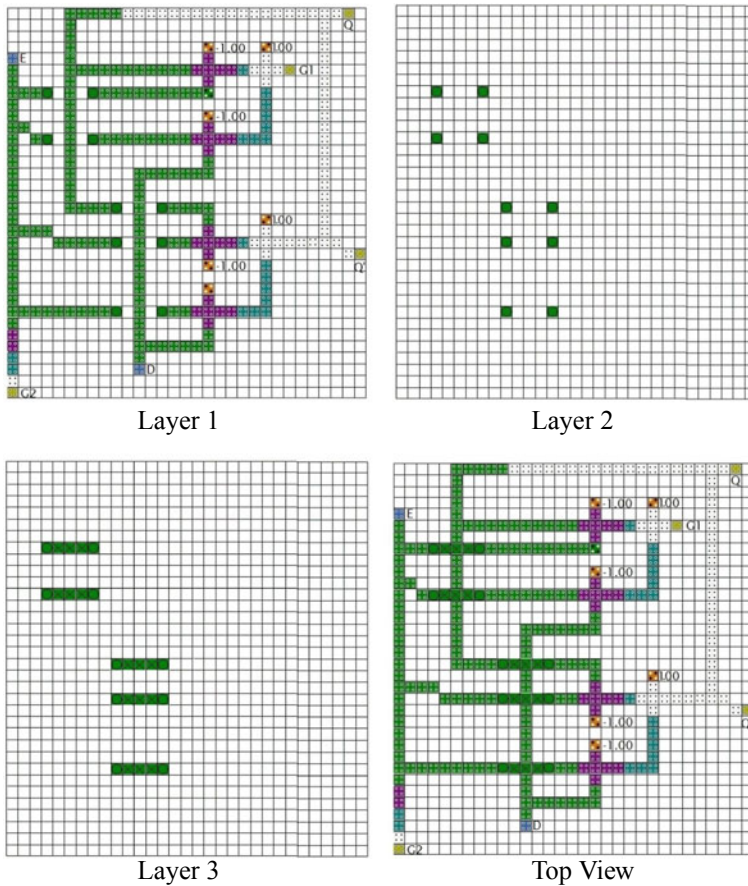 Q
-1.00 1.00
E
G1
-1.00
1.00
Q'
-1.00
D
G2
Layer 1
Layer 2
Q
-1.00 1.00
E
G1
-1.00
1.00
Q
-1.00
-1.00
D
G2
Layer 3
Top View